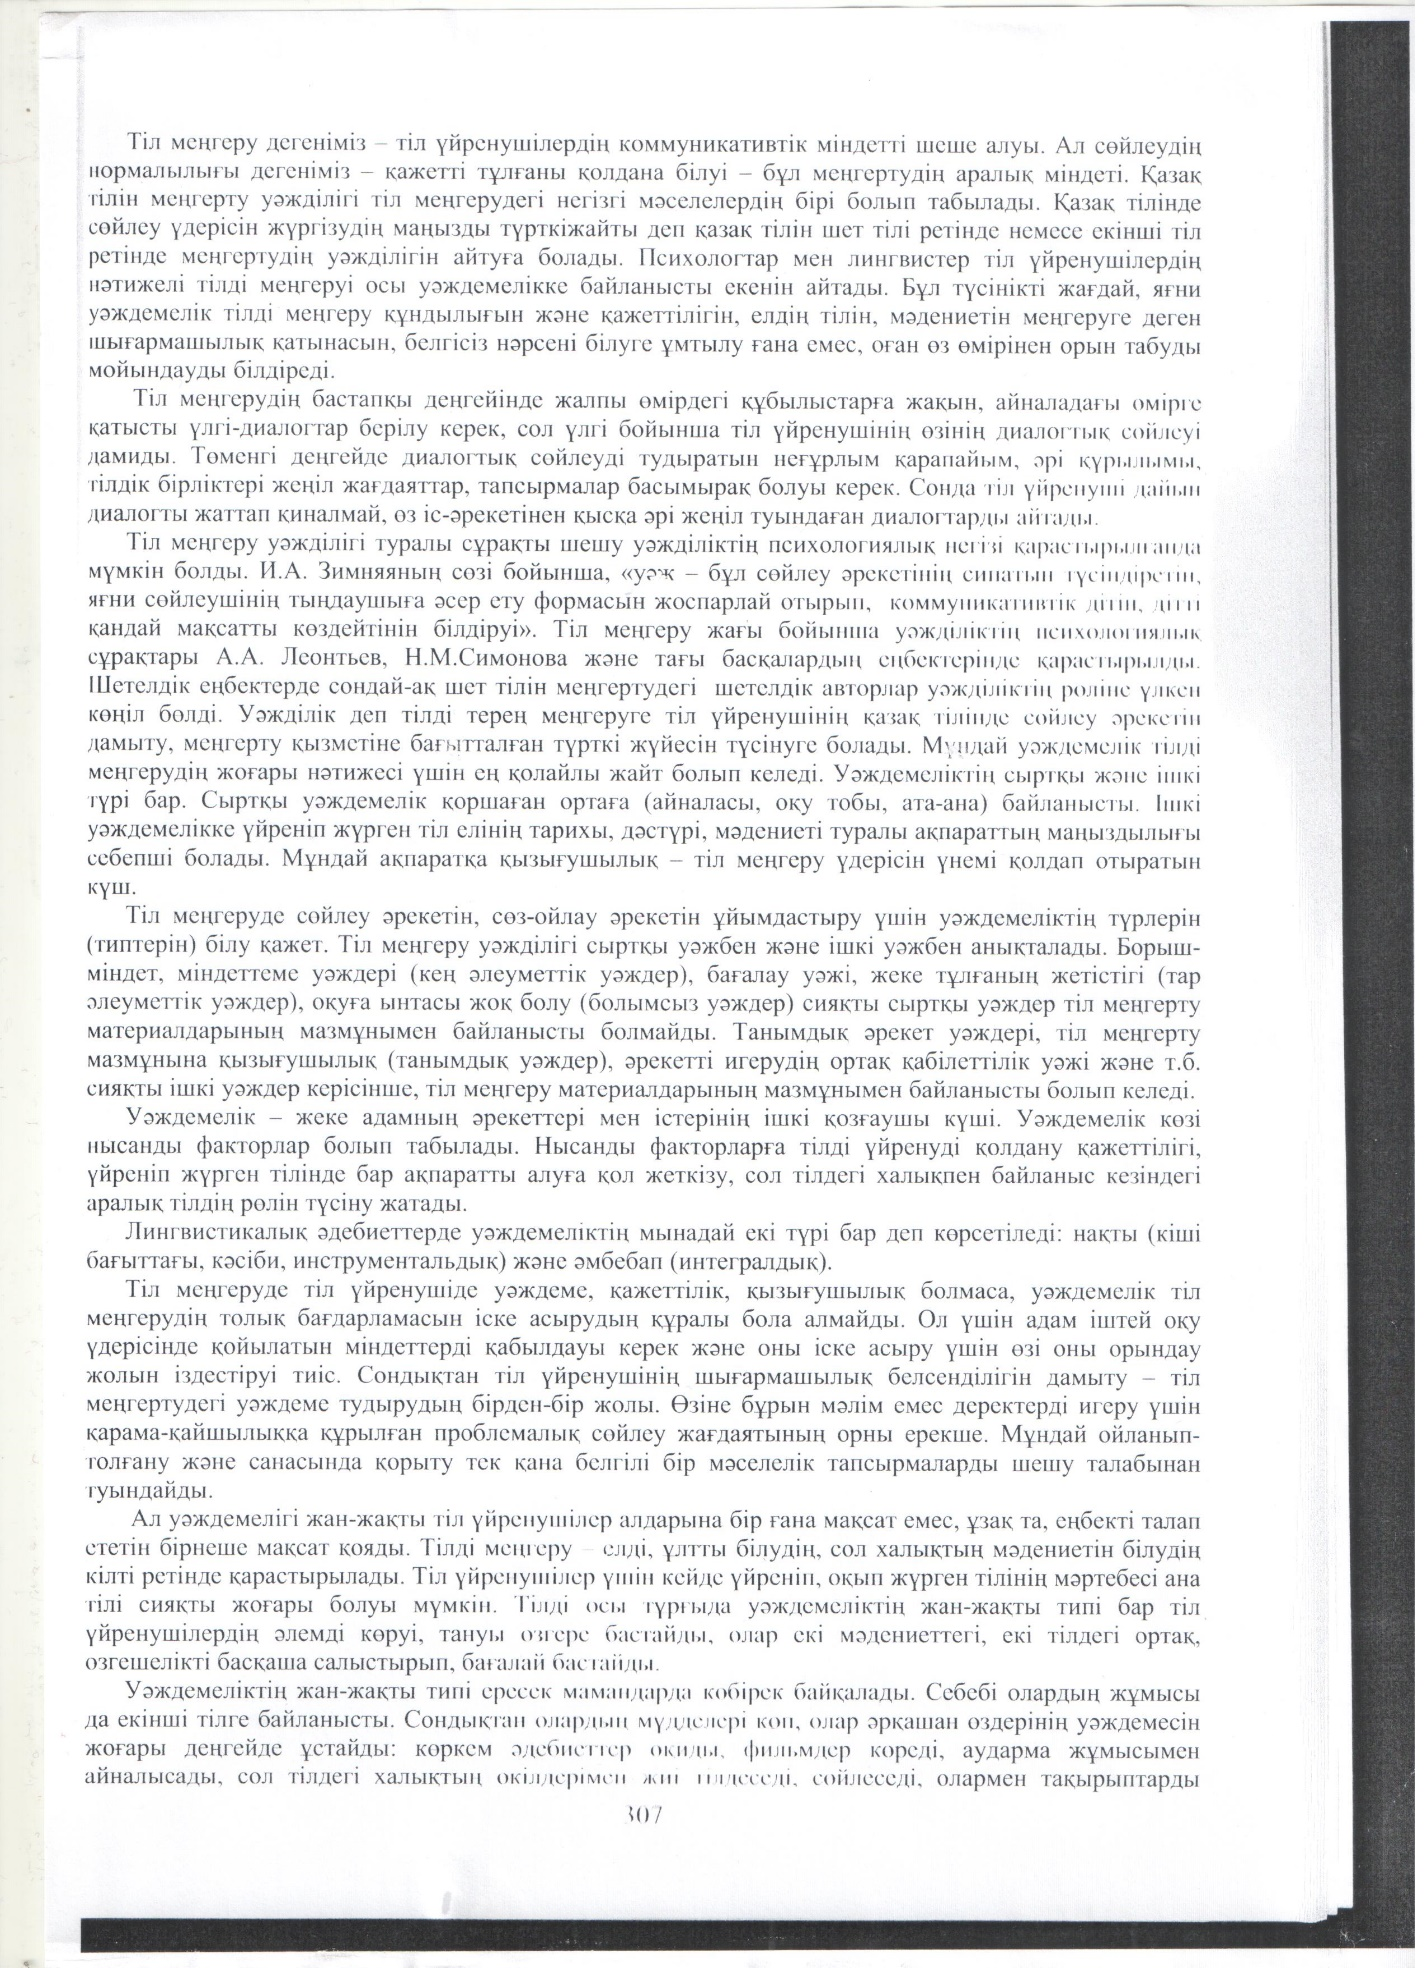 Тіл меңгеру дегеніміз – тіл үйренушілердің коммуникативтік міндетті шеше алуы. Ал сөйлеудің
нормалылығы дегеніміз – қажетті тұлғаны қолдана білуі – бұл меңгертудің аралық міндеті. Қазақ
тілін меңгерту уәжділігі тіл меңгерудегі негізгі мәселелердің бірі болып табылады. Қазақ тілінде
сөйлеу үдерісін жүргізудің маңызды түрткіжайты деп қазақ тілін шет тілі ретінде немесе екінші тіл
ретінде меңгертудің уәжділігін айтуға болады. Психологтар мен лингвистер тіл үйренушілердің
нәтижелі тілді меңгеруі осы уәждемелікке байланысты екенін айтады. Бұл түсінікті жағдай, яғни
уәждемелік тілді меңгеру құндылығын және қажеттілігін, елдің тілін, мәдениетін меңгеруге деген
шығармашылық қатынасын, белгісіз нәрсені білуге ұмтылу ғана емес, оған өз өмірінен орын табуды
мойындауды білдіреді.
Тіл меңгерудің бастапқы деңгейінде жалпы өмірдегі құбылыстарға жақын, айналадағы өмірге
қатысты үлгі-диалогтар берілу керек, сол үлгі бойынша тіл үйренушінің өзінің диалогтық сөйлеуі
дамиды. Төменгі деңгейде диалогтық сөйлеуді тудыратын неғұрлым қарапайым, әрі құрылымы,
тілдік бірліктері жеңіл жағдаяттар, тапсырмалар басымырақ болуы керек. Сонда тіл үйренуші дайын
диалогты жаттап қиналмай, өз іс-әрекетінен қысқа әрі жеңіл туындаған диалогтарды айтады.
Тіл меңгеру уәжділігі туралы сұрақты шешу уәжділіктің психологиялық негізі қарастырылғанда
мүмкін болды. И.А. Зимняяның сөзі бойынша, «уәж – бұл сөйлеу әрекетінің сипатын түсіндіретін,
яғни сөйлеушінің тыңдаушыға әсер ету формасын жоспарлай отырып, коммуникативтік дітін, діттің
қандай мақсатты көздейтінін білдіруі». Тіл меңгеру жағы бойынша уәжділіктің психологиялық
сұрақтары А.А. Леонтьев, Н.М.Симонова және тағы басқалардың еңбектерінде қарастырылды.
Шетелдік еңбектерде сондай-ақ шет тілін меңгертудегі шетелдік авторлар уәжділіктің рөліне үлкен
көңіл бөлді. Уәжділік деп тілді терең меңгеруге тіл үйренушінің қазақ тілінде сөйлеу әрекетін
дамыту, меңгерту қызметіне бағытталған түрткі жүйесін түсінуге болады. Мұндай уәждемелік тілді
меңгерудің жоғары нәтижесі үшін ең қолайлы жайт болып келеді. Уәждемеліктің сыртқы және ішкі
түрі бар. Сыртқы уәждемелік қоршаған ортаға (айналасы, оқу тобы, ата-ана) байланысты. Ішкі
уәждемелікке үйреніп жүрген тіл елінің тарихы, дәстүрі, мәдениеті туралы ақпараттың маңыздылығы
себепші болады. Мұндай ақпаратқа қызығушылық – тіл меңгеру үдерісін үнемі қолдап отыратын
күш.
Тіл меңгеруде сөйлеу әрекетін, сөз-ойлау әрекетін ұйымдастыру үшін уәждемеліктің түрлерін
(типтерін) білу қажет. Тіл меңгеру уәжділігі сыртқы уәжбен және ішкі уәжбен анықталады. Борыш-
міндет, міндеттеме уәждері (кең әлеуметтік уәждер), бағалау уәжі, жеке тұлғаның жетістігі (тар
әлеуметтік уәждер), оқуға ынтасы жоқ болу (болымсыз уәждер) сияқты сыртқы уәждер тіл меңгерту
материалдарының мазмұнымен байланысты болмайды. Танымдық әрекет уәждері, тіл меңгерту
мазмұнына қызығушылық (танымдық уәждер), әрекетті игерудің ортақ қабілеттілік уәжі және т.б.
сияқты ішкі уәждер керісінше, тіл меңгеру материалдарының мазмұнымен байланысты болып келеді.
Уәждемелік – жеке адамның әрекеттері мен істерінің ішкі қозғаушы күші. Уәждемелік көзі
нысанды факторлар болып табылады. Нысанды факторларға тілді үйренуді қолдану қажеттілігі,
үйреніп жүрген тілінде бар ақпаратты алуға қол жеткізу, сол тілдегі халықпен байланыс кезіндегі
аралық тілдің рөлін түсіну жатады.
Лингвистикалық әдебиеттерде уәждемеліктің мынадай екі түрі бар деп көрсетіледі: нақты (кіші
бағыттағы, кәсіби, инструментальдық) және әмбебап (интегралдық).
Тіл меңгеруде тіл үйренушіде уәждеме, қажеттілік, қызығушылық болмаса, уәждемелік тіл
меңгерудің толық бағдарламасын іске асырудың құралы бола алмайды. Ол үшін адам іштей оқу
үдерісінде қойылатын міндеттерді қабылдауы керек және оны іске асыру үшін өзі оны орындау
жолын іздестіруі тиіс. Сондықтан тіл үйренушінің шығармашылық белсенділігін дамыту – тіл
меңгертудегі уәждеме тудырудың бірден-бір жолы. Өзіне бұрын мәлім емес деректерді игеру үшін
қарама-қайшылыққа құрылған проблемалық сөйлеу жағдаятының орны ерекше. Мұндай ойланып-
толғану және санасында қорыту тек қана белгілі бір мәселелік тапсырмаларды шешу талабынан
туындайды.
Ал уәждемелігі жан-жақты тіл үйренушілер алдарына бір ғана мақсат емес, ұзақ та, еңбекті талап
ететін бірнеше мақсат қояды. Тілді меңгеру – елді, ұлтты білудің, сол халықтың мәдениетін білудің
кілті ретінде қарастырылады. Тіл үйренушілер үшін кейде үйреніп, оқып жүрген тілінің мәртебесі ана
тілі сияқты жоғары болуы мүмкін. Тілді осы тұрғыда уәждемеліктің жан-жақты типі бар тіл
үйренушілердің әлемді көруі, тануы өзгере бастайды, олар екі мәдениеттегі, екі тілдегі ортақ,
өзгешелікті басқаша салыстырып, бағалай бастайды.
Уәждемеліктің жан-жақты типі ересек мамандарда көбірек байқалады. Себебі олардың жұмысы
да екінші тілге байланысты. Сондықтан олардың мүдделері көп, олар әрқашан өздерінің уәждемесін
жоғары деңгейде ұстайды: көркем әдебиеттер оқиды, фильмдер көреді, аударма жұмысымен
айналысады, сол тілдегі халықтың өкілдерімен жиі тілдеседі, сөйлеседі, олармен тақырыптарды
307